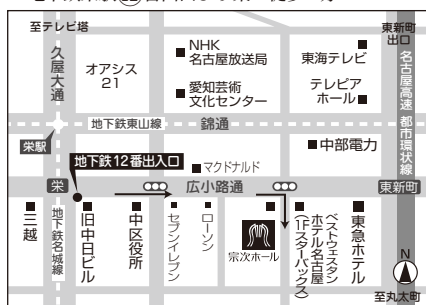 至テレビ塔
東新町
出口
久屋大通
オアシス
21
NHK
名古屋放送局
愛知芸術
文化センター
東海テレビ
テレピア
ホール
名古屋高速 都市環状線
地下鉄東山線
錦通
栄駅
中部電力
地下鉄12番出入口
マクドナルド
栄
広小路通
東新町
三越
地下鉄名城線
旧中日ビル
中区役所
セブンイレブン
ローソン
宗次ホール
ベストウェスタン
ホテル名古屋
(1Fスターバックス)
東急ホテル
N
至丸太町